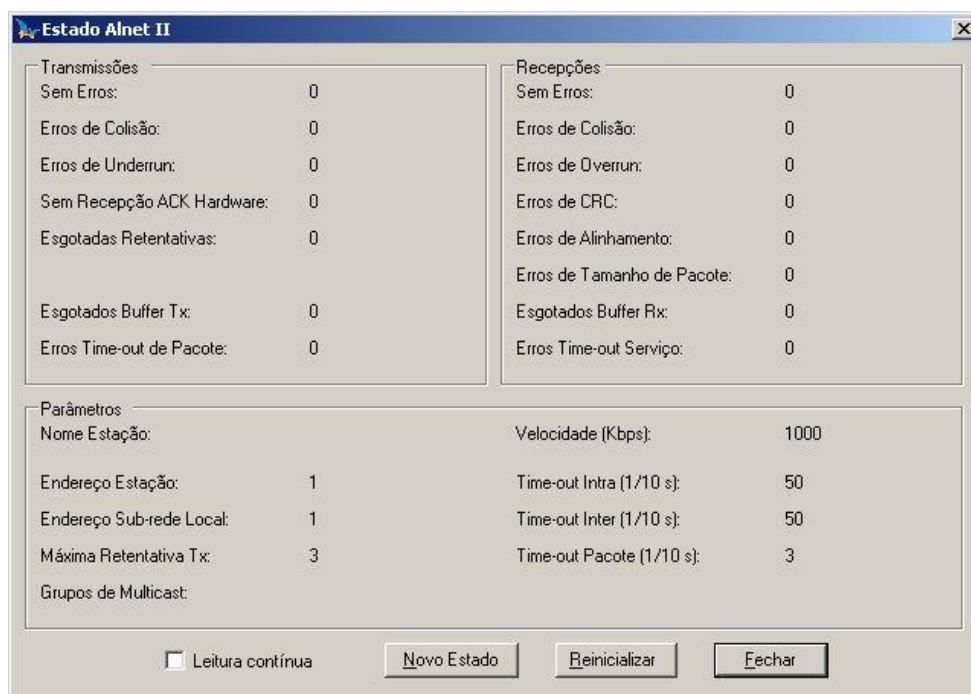 Estado Alnet II
Transmissões
Sem Erros: 0
Erros de Colisão: 0
Erros de Underrun: 0
Sem Recepção ACK Hardware: 0
Esgotadas Retentativas: 0
Esgotados Buffer Tx: 0
Erros Time-out de Pacote: 0
Recepções
Sem Erros: 0
Erros de Colisão: 0
Erros de Overrun: 0
Erros de CRC: 0
Erros de Alinhamento: 0
Erros de Tamanho de Pacote: 0
Esgotados Buffer Rx: 0
Erros Time-out Serviço: 0
Parâmetros
Nome Estação:
Endereço Estação: 1
Endereço Sub-rede Local: 1
Máxima Retentativa Tx: 3
Grupos de Multicast:
Velocidade (Kbps): 1000
Time-out Intra (1/10 s): 50
Time-out Inter (1/10 s): 50
Time-out Pacote (1/10 s): 3
Leitura contínua
Novo Estado
Reinicializar
Fechar